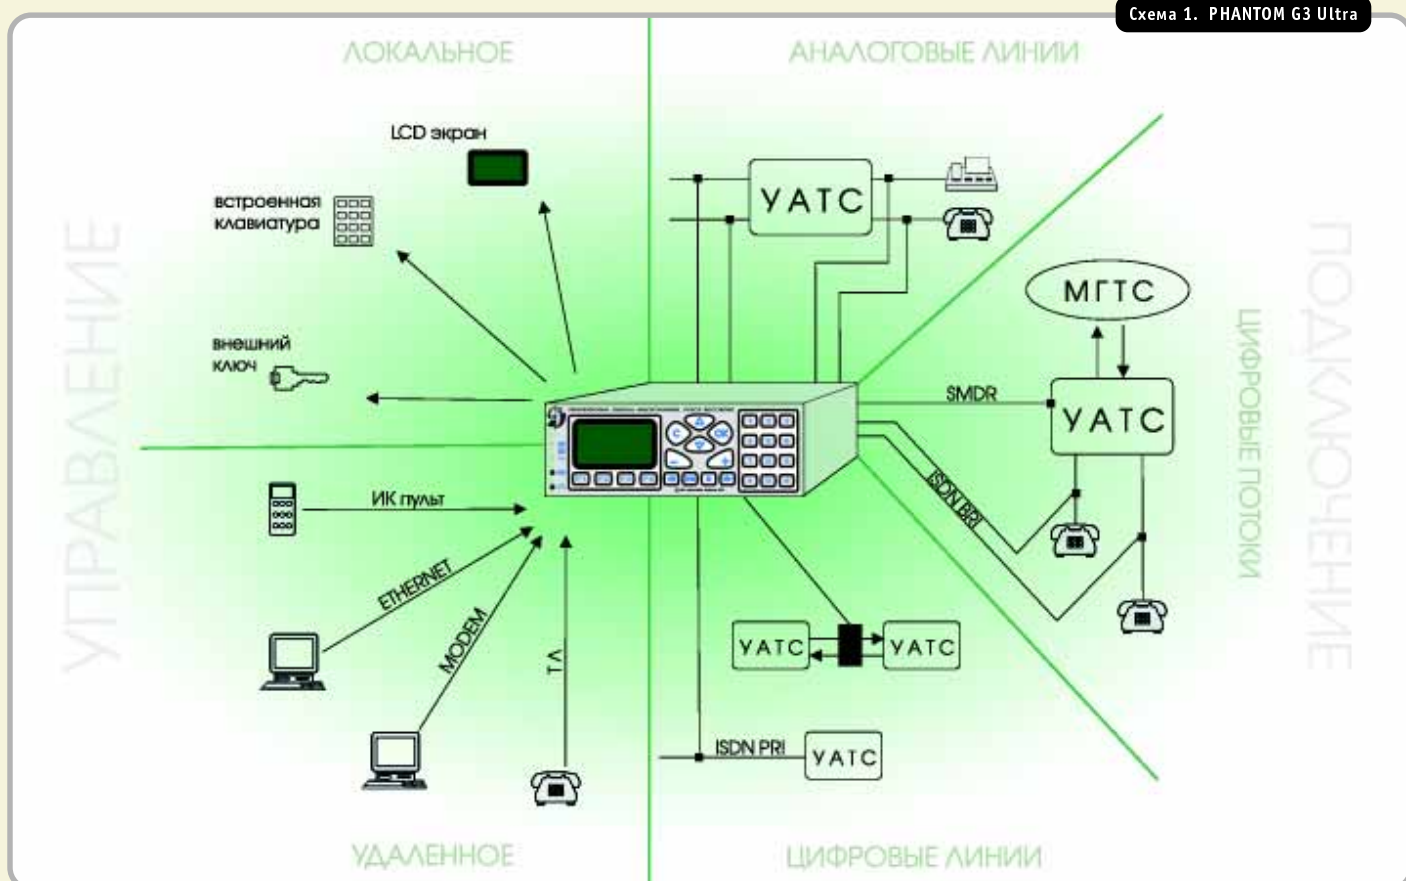 Схема 1. PHANTOM G3 Ultra
ЛОКАЛЬНОЕ
АНАЛОГОВЫЕ ЛИНИИ
LCD экран
встроенная
клавиатура
УАТС
УПРАВЛЕНИЕ
ПОДКЛЮЧЕНИЕ
МГТС
ЦИФРОВЫЕ ПОТОКИ
внешний
ключ
SMDR
УАТС
C
OK
ИК пульт
ISDN BRI
ETHERNET
MODEM
ТЛ
УАТС
УАТС
ISDN PRI
УАТС
УДАЛЕННОЕ
ЦИФРОВЫЕ ЛИНИИ